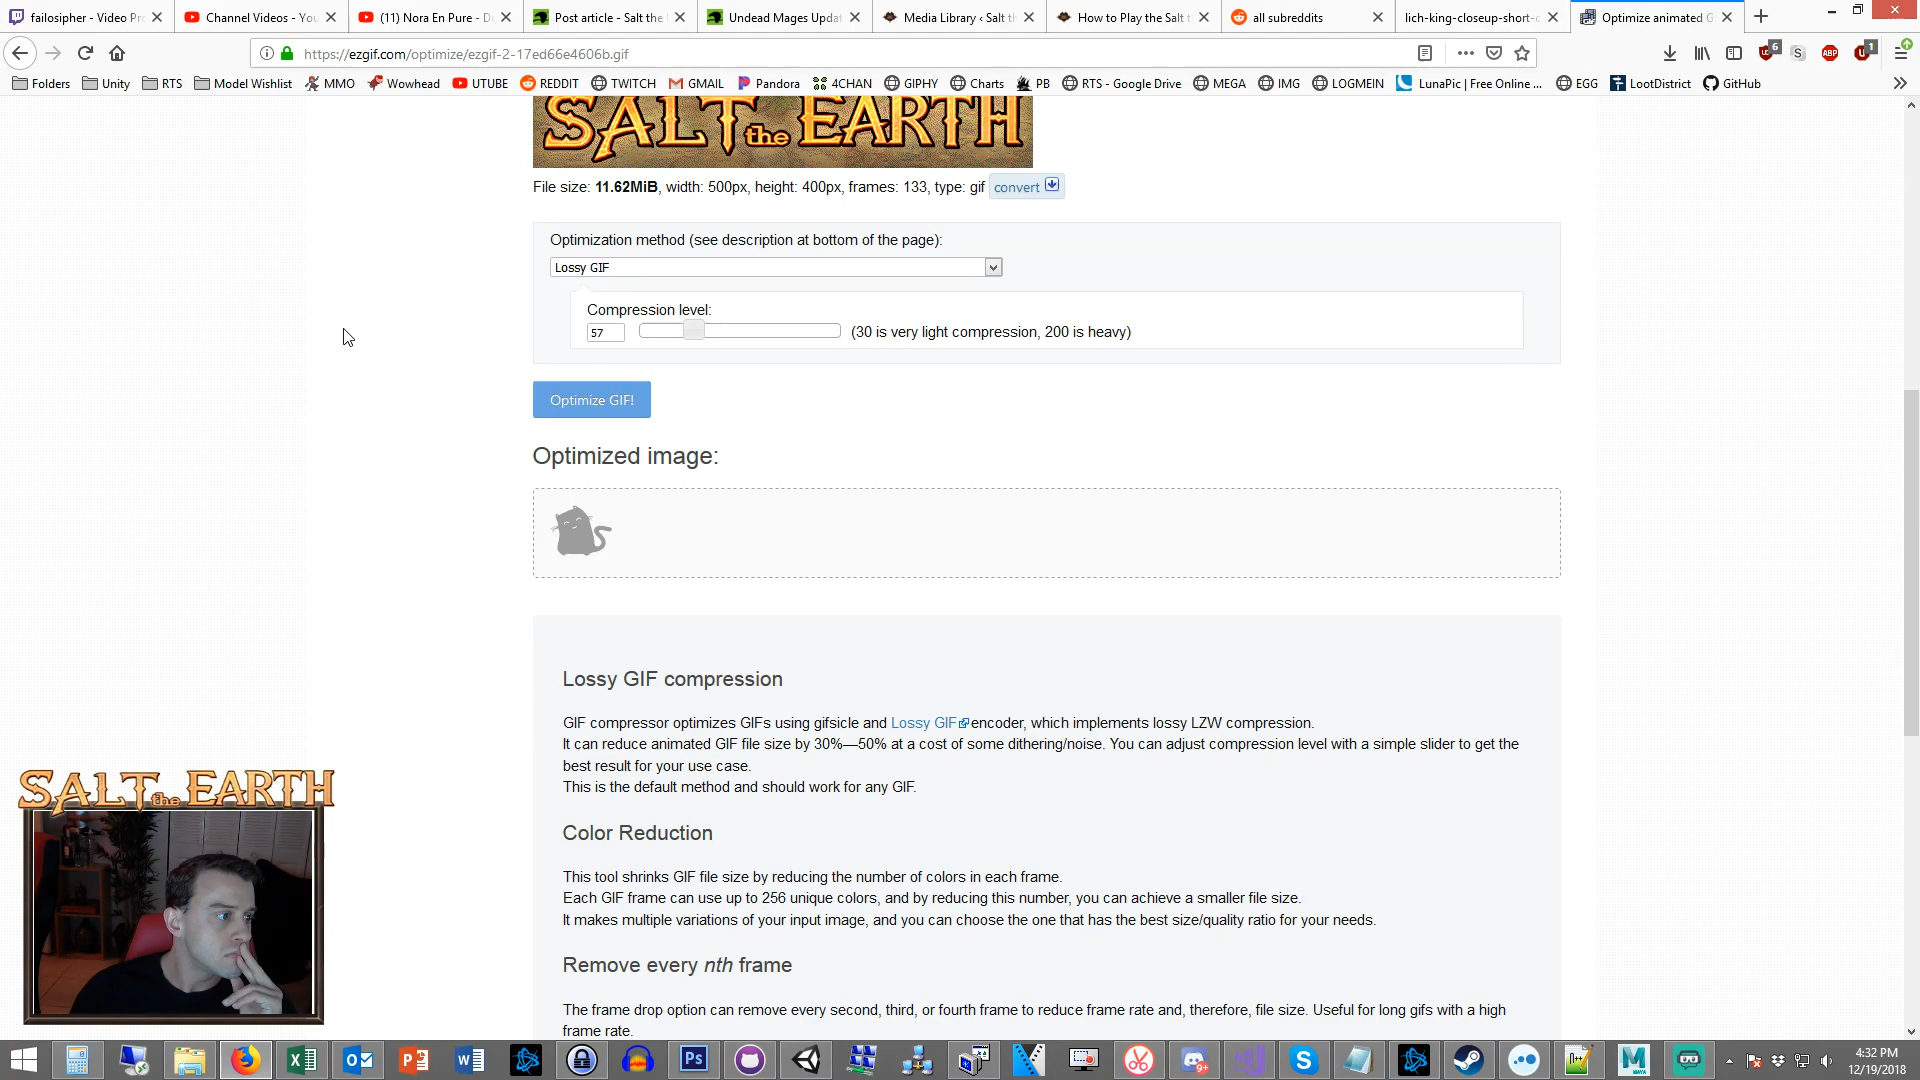 failosipher - Video Pr
Channel Videos - You
(11) Nora En Pure - D
Post article - Salt the
Undead Mages Updat
Media Library ‹ Salt th
How to Play the Salt t
all subreddits
lich-king-closeup-short-c
Optimize animated G
https://ezgif.com/optimize/ezgif-2-17ed66e4606b.gif
6
S
ABP
1
Folders
Unity
RTS
Model Wishlist
MMO
Wowhead
UTUBE
REDDIT
TWITCH
GMAIL
Pandora
4CHAN
GIPHY
Charts
PB
RTS - Google Drive
MEGA
IMG
LOGMEIN
LunaPic | Free Online ...
EGG
LootDistrict
GitHub
SALT the EARTH
File size: 11.62MiB, width: 500px, height: 400px, frames: 133, type: gif convert
Optimization method (see description at bottom of the page):
Lossy GIF
Compression level:
57 (30 is very light compression, 200 is heavy)
Optimize GIF!
Optimized image:
Lossy GIF compression
GIF compressor optimizes GIFs using gifsicle and Lossy GIF encoder, which implements lossy LZW compression.
It can reduce animated GIF file size by 30%—50% at a cost of some dithering/noise. You can adjust compression level with a simple slider to get the
best result for your use case.
This is the default method and should work for any GIF.
Color Reduction
This tool shrinks GIF file size by reducing the number of colors in each frame.
Each GIF frame can use up to 256 unique colors, and by reducing this number, you can achieve a smaller file size.
It makes multiple variations of your input image, and you can choose the one that has the best size/quality ratio for your needs.
Remove every nth frame
The frame drop option can remove every second, third, or fourth frame to reduce frame rate and, therefore, file size. Useful for long gifs with a high
frame rate.
SALT the EARTH
Ps
9+
4:32 PM
12/19/2018